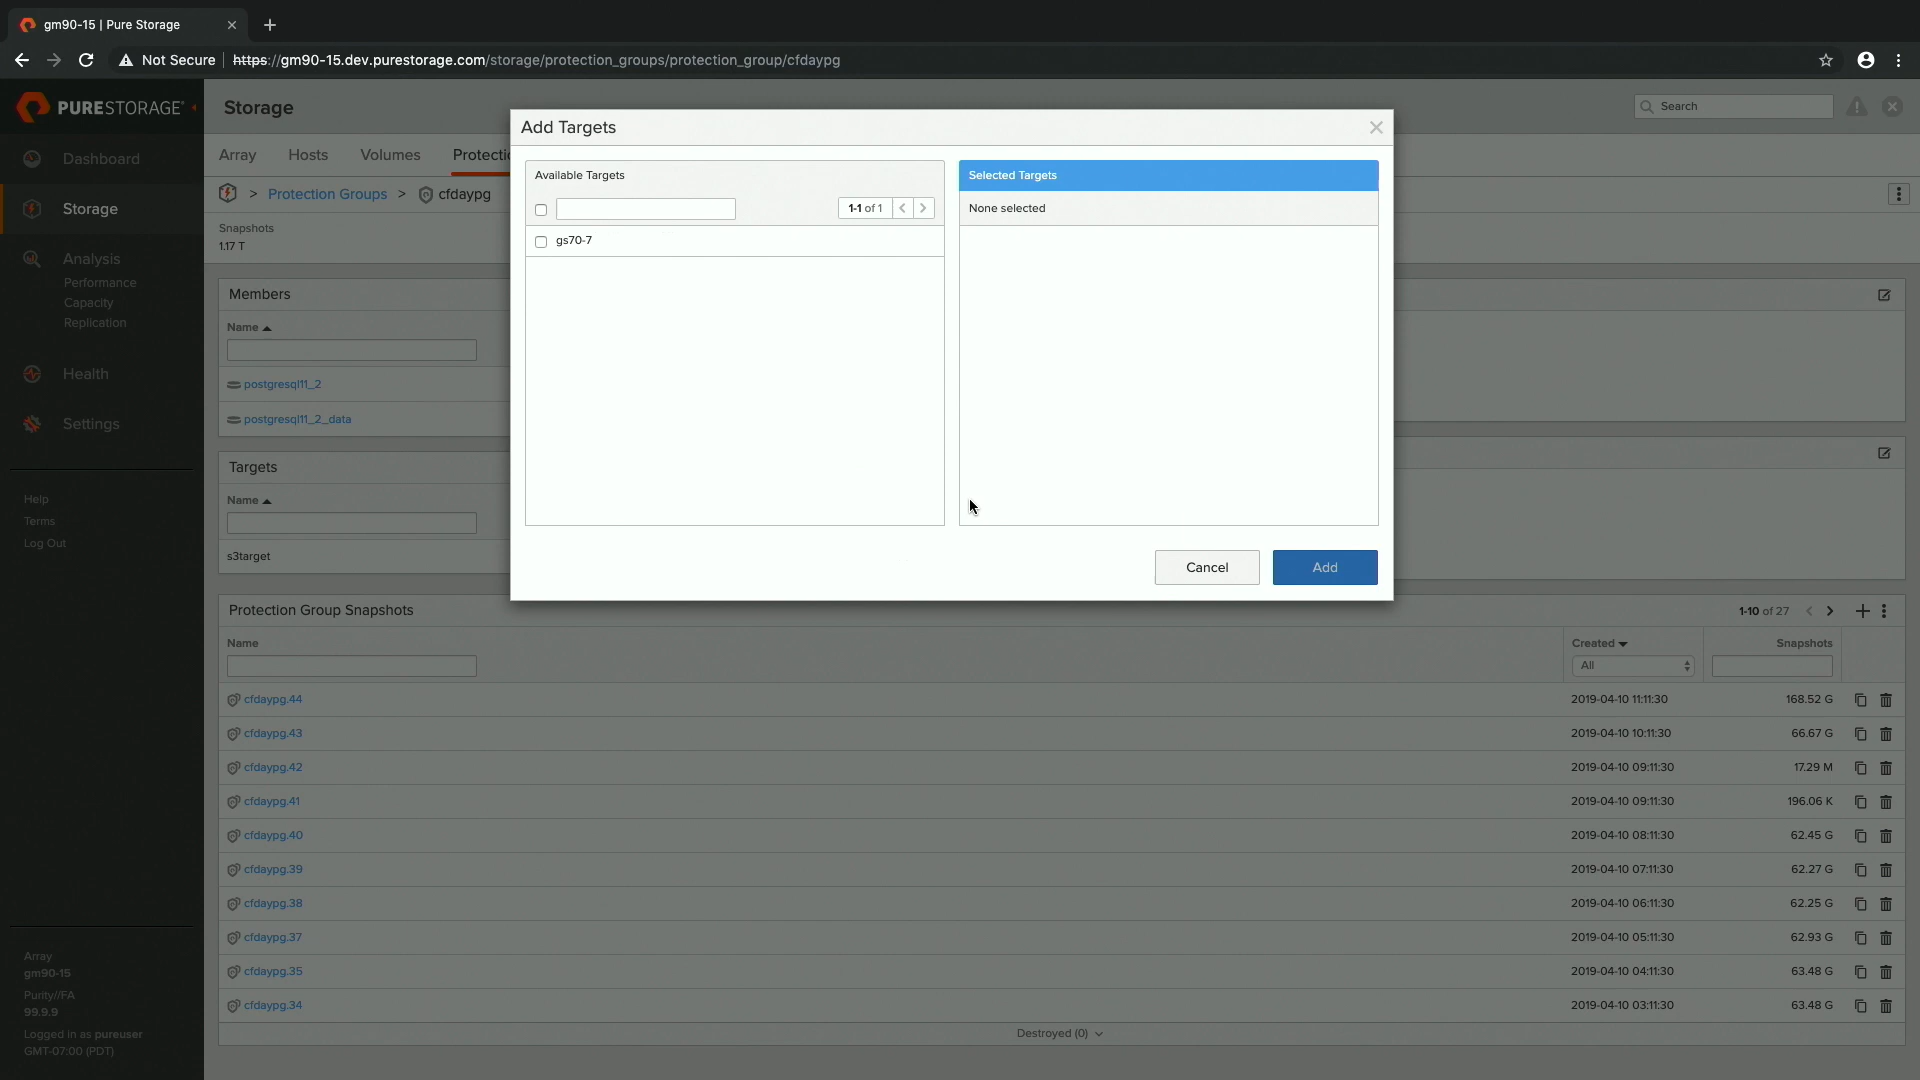 gm90-15 | Pure Storage
Not Secure
https://gm90-15.dev.purestorage.com/storage/protection_groups/protection_group/cfdaypg
PURESTORAGE
Storage
Search
Dashboard
Storage
Analysis
Performance
Capacity
Replication
Health
Settings
Help
Terms
Log Out
Array
gm90-15
Purity//FA
99.9.9
Logged in as pureuser
GMT-07:00 (PDT)
Array Hosts Volumes Protectio
> Protection Groups > cfdaypg
Snapshots
1.17 T
Members
Name
postgresql11_2
postgresql11_2_data
Targets
Name
s3target
Add Targets
Available Targets
1-1 of 1
gs70-7
Selected Targets
None selected
Cancel
Add
Protection Group Snapshots
1-10 of 27
Name
Created
Snapshots
All
cfdaypg.44 2019-04-10 11:11:30 168.52 G
cfdaypg.43 2019-04-10 10:11:30 66.67 G
cfdaypg.42 2019-04-10 09:11:30 17.29 M
cfdaypg.41 2019-04-10 09:11:30 196.06 K
cfdaypg.40 2019-04-10 08:11:30 62.45 G
cfdaypg.39 2019-04-10 07:11:30 62.27 G
cfdaypg.38 2019-04-10 06:11:30 62.25 G
cfdaypg.37 2019-04-10 05:11:30 62.93 G
cfdaypg.35 2019-04-10 04:11:30 63.48 G
cfdaypg.34 2019-04-10 03:11:30 63.48 G
Destroyed (0)